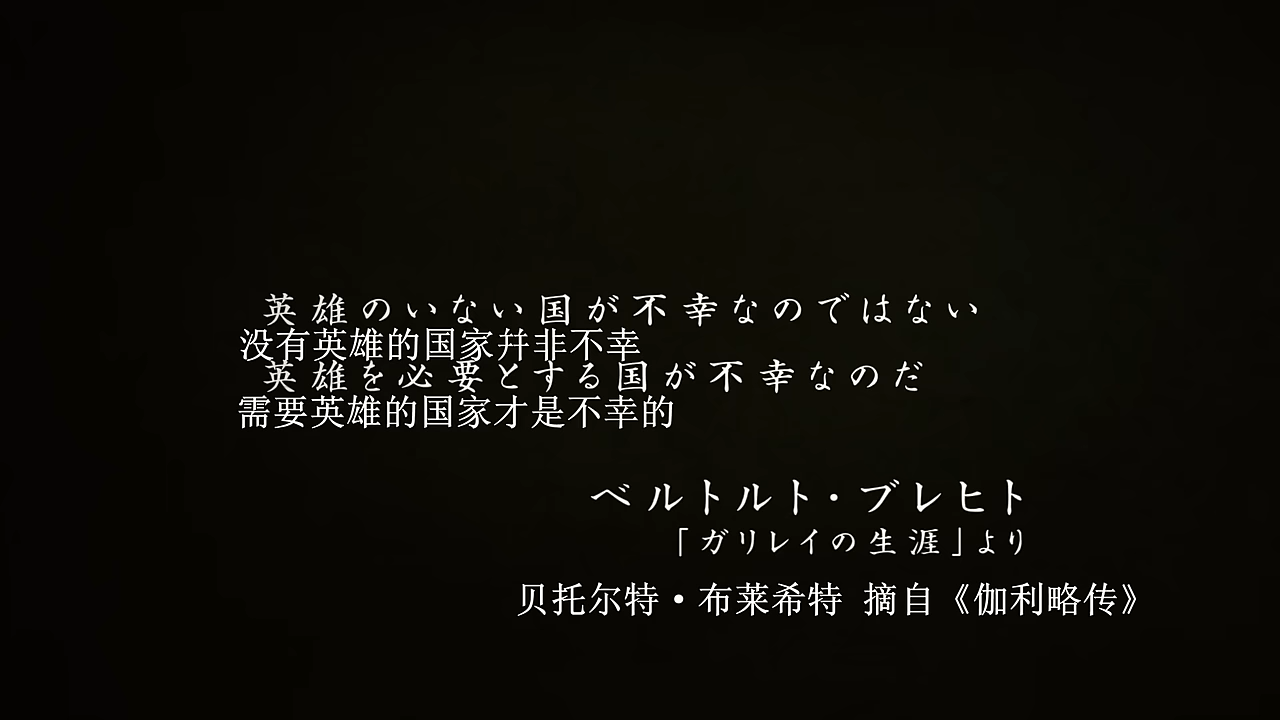 英雄のいない国が不幸なのではない
没有英雄的国家幷非不幸
英雄を必要とする国が不幸なのだ
需要英雄的国家才是不幸的
ベルトルト・ブレヒト
「ガリレイの生涯」より
贝托尔特•布莱希特 摘自《伽利略传》